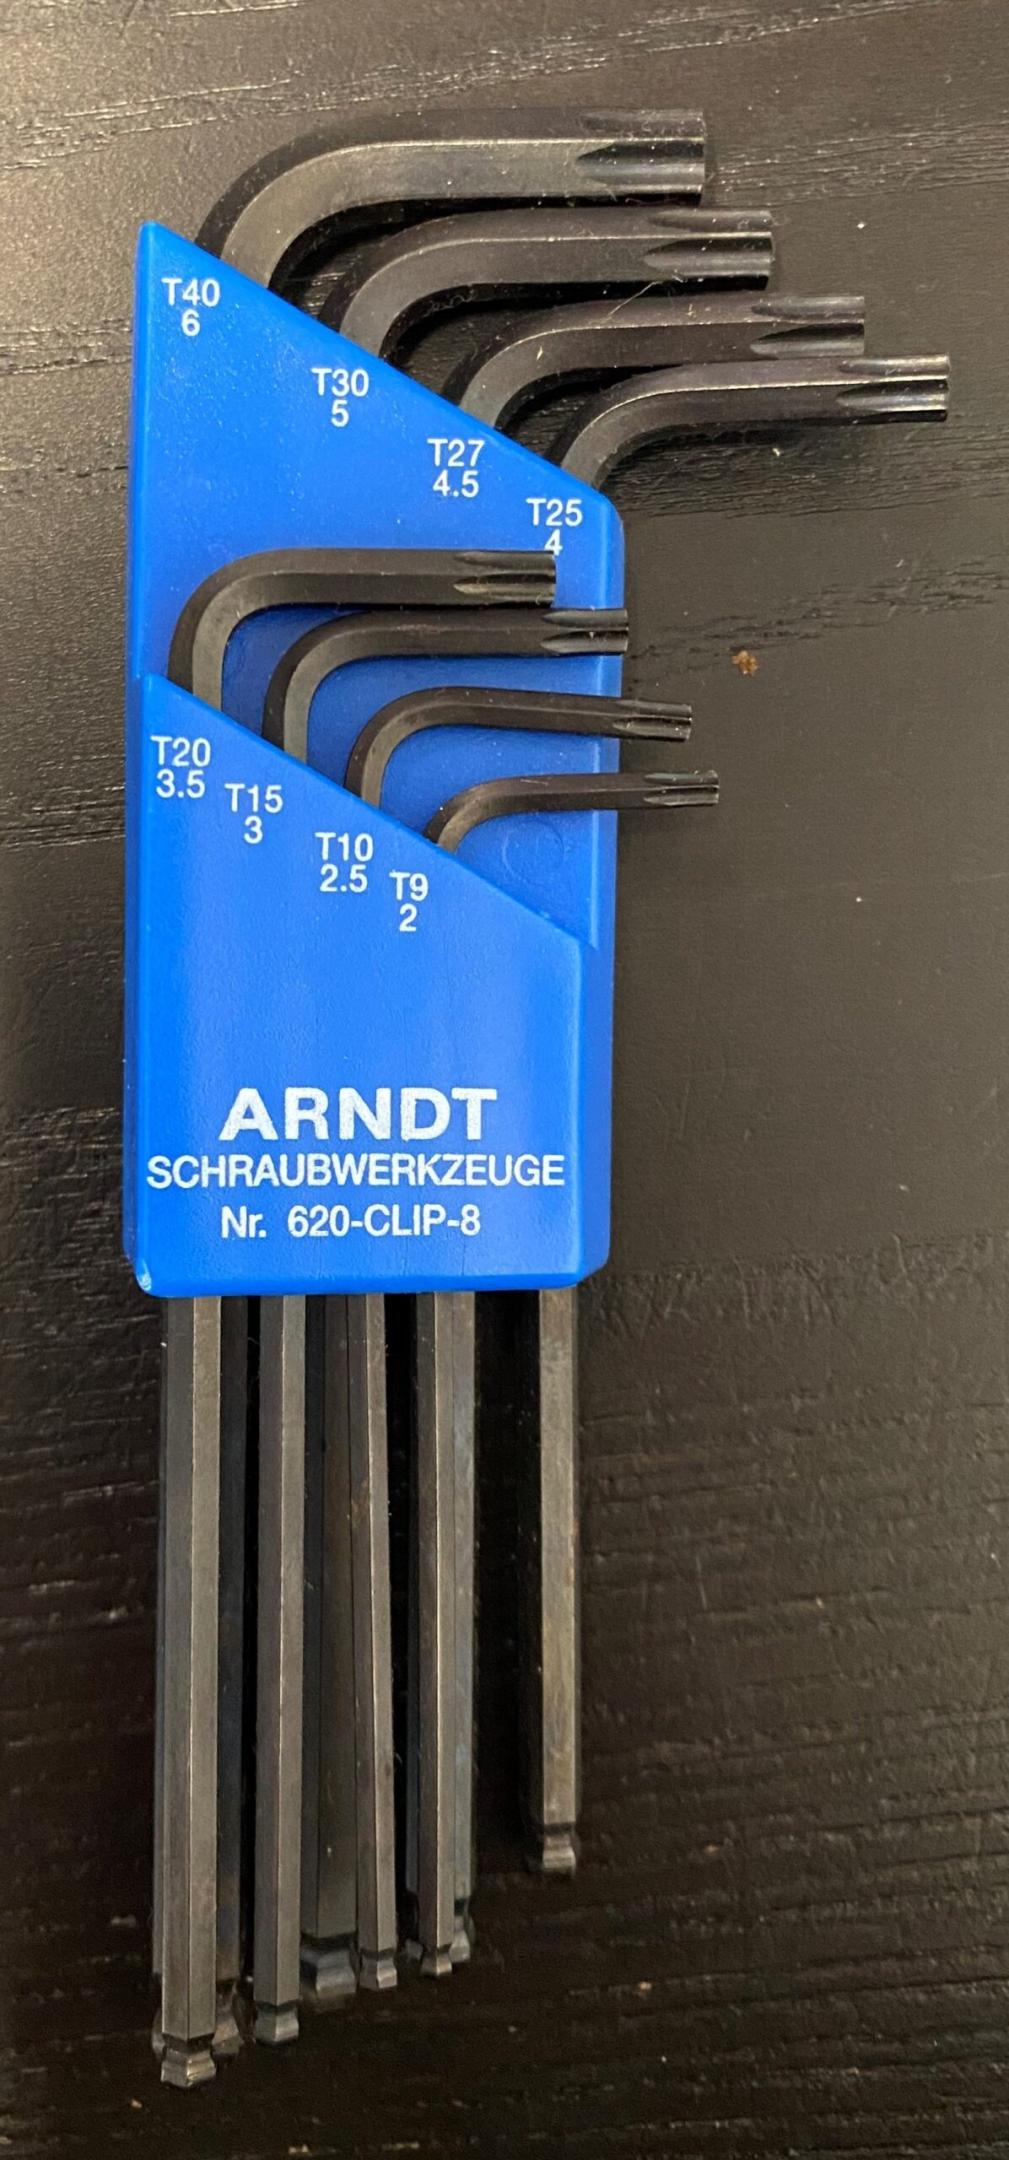 T40
6
T30
5
T27
4.5
T25
4
T20
3.5
T15
3
T10
2.5
T9
2
ARNDT
SCHRAUBWERKZEUGE
Nr. 620-CLIP-8